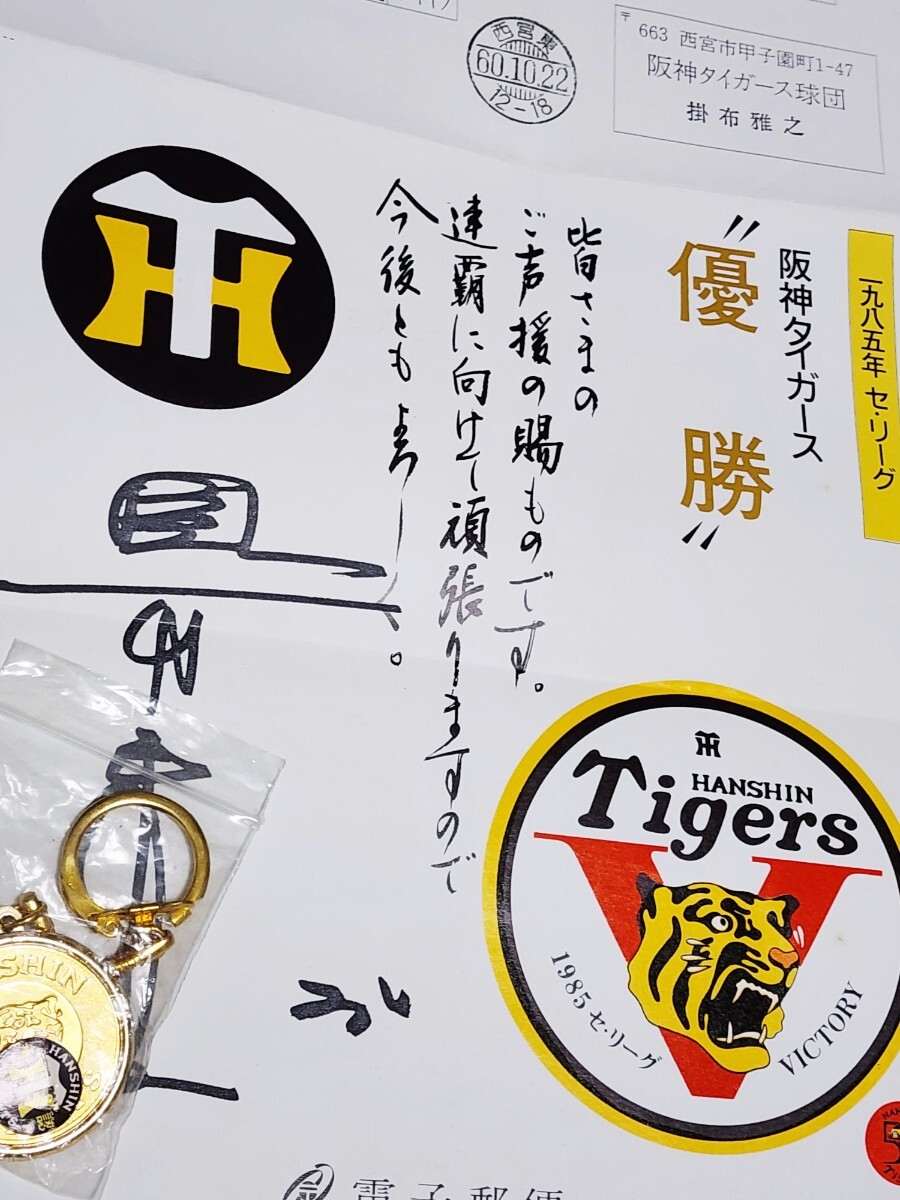 西宮東
60.10.22
12-18
〒
663 西宮市甲子園町1-47
阪神タイガース球団
掛布雅之
一九八五年 セ・リーグ
阪神タイガース
"優勝"
皆さまの
ご声援の賜ものです。
連覇に向けて頑張りますので
今後ともよろしく。
HANSHIN
Tigers
V
1985 セ・リーグ
VICTORY
HANSHIN
電子郵便